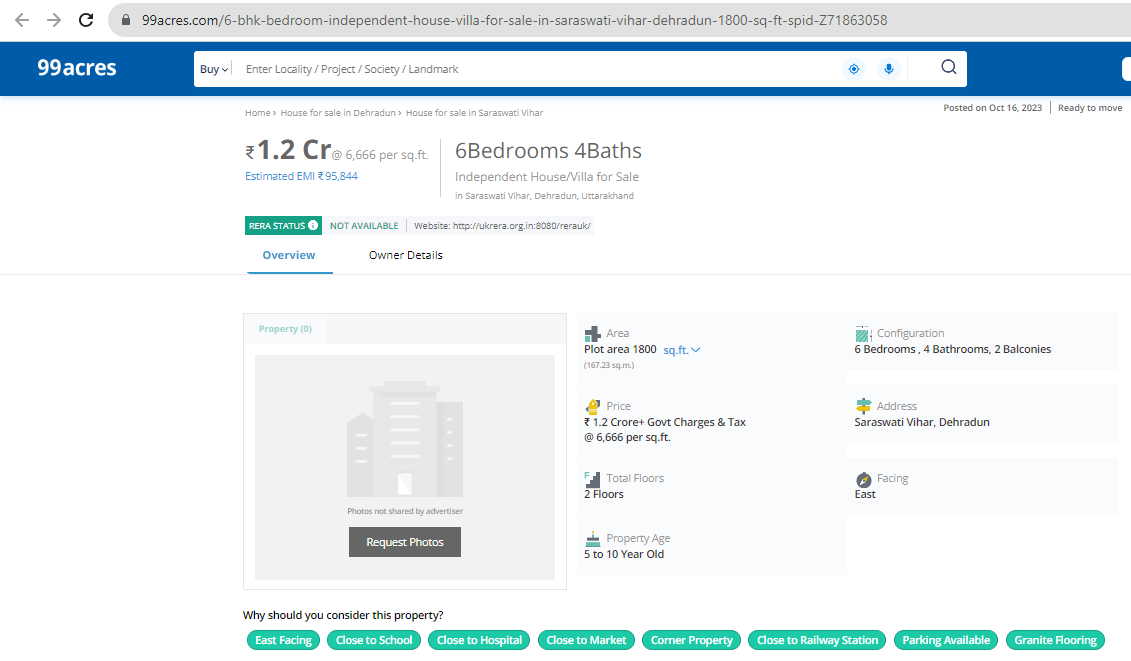 99acres.com/6-bhk-bedroom-independent-house-villa-for-sale-in-saraswati-vihar-dehradun-1800-sq-ft-spid-Z71863058
99acres
Buy
Enter Locality / Project / Society / Landmark
Home › House for sale in Dehradun › House for sale in Saraswati Vihar
Posted on Oct 16, 2023 | Ready to move
₹1.2 Cr @ 6,666 per sq.ft.
Estimated EMI ₹ 95,844
6Bedrooms 4Baths
Independent House/Villa for Sale
in Saraswati Vihar, Dehradun, Uttarakhand
RERA STATUS NOT AVAILABLE Website: http://ukrera.org.in:8080/rerauk/
Overview
Owner Details
Property (0)
Photos not shared by advertiser
Request Photos
Area
Plot area 1800 sq.ft.
(167.23 sq.m.)
Configuration
6 Bedrooms , 4 Bathrooms, 2 Balconies
Price
₹ 1.2 Crore+ Govt Charges & Tax
@ 6,666 per sq.ft.
Address
Saraswati Vihar, Dehradun
Total Floors
2 Floors
Facing
East
Property Age
5 to 10 Year Old
Why should you consider this property?
East Facing
Close to School
Close to Hospital
Close to Market
Corner Property
Close to Railway Station
Parking Available
Granite Flooring